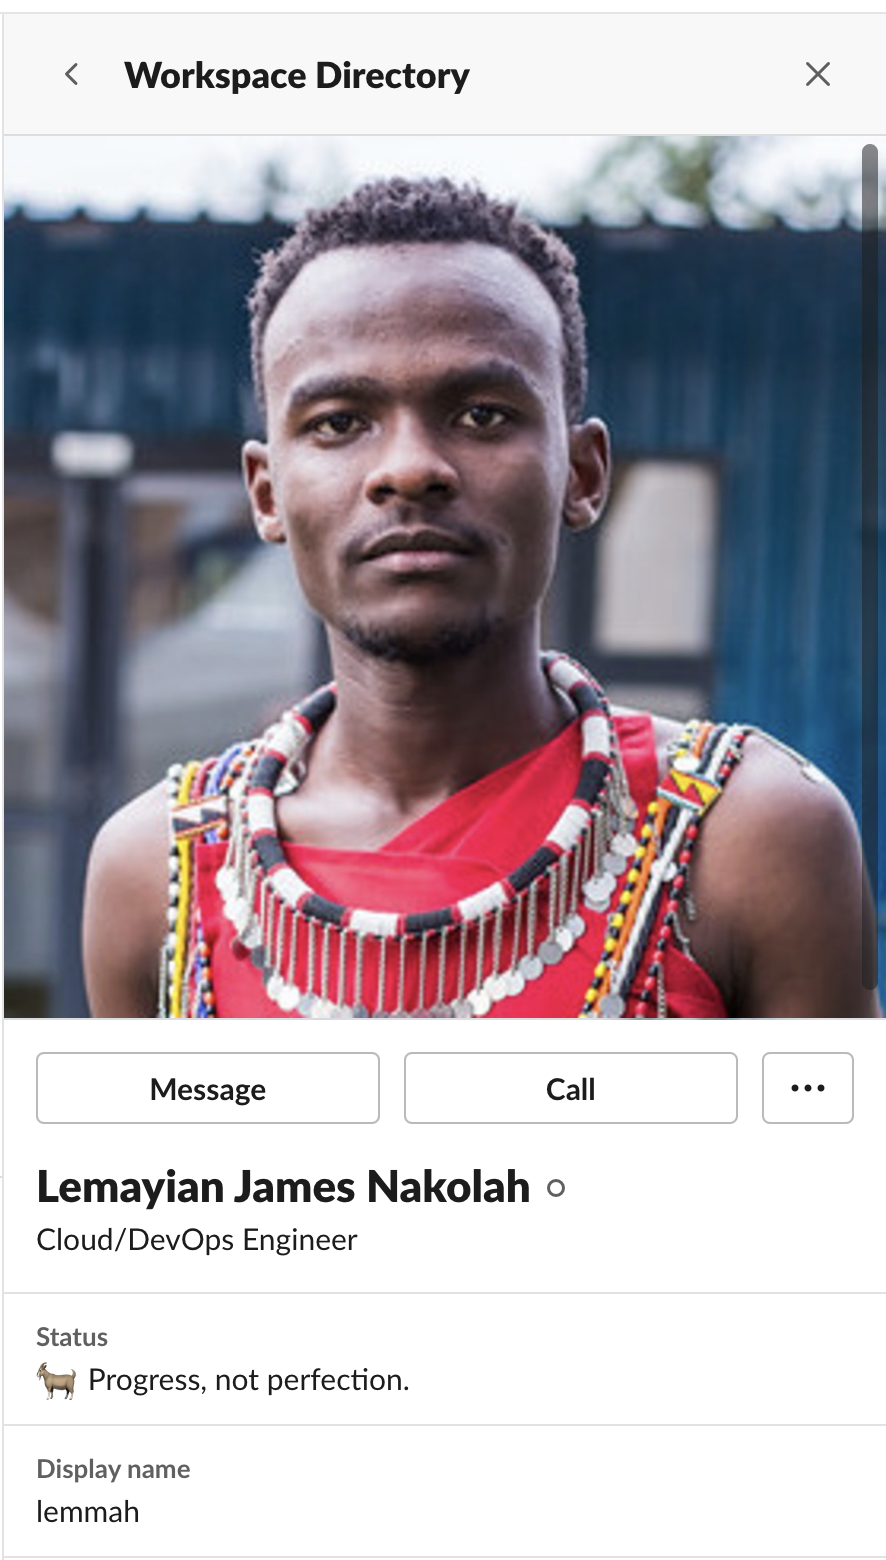 Workspace Directory
Message
Call
Lemayian James Nakolah
Cloud/DevOps Engineer
Status
🐐 Progress, not perfection.
Display name
lemmah